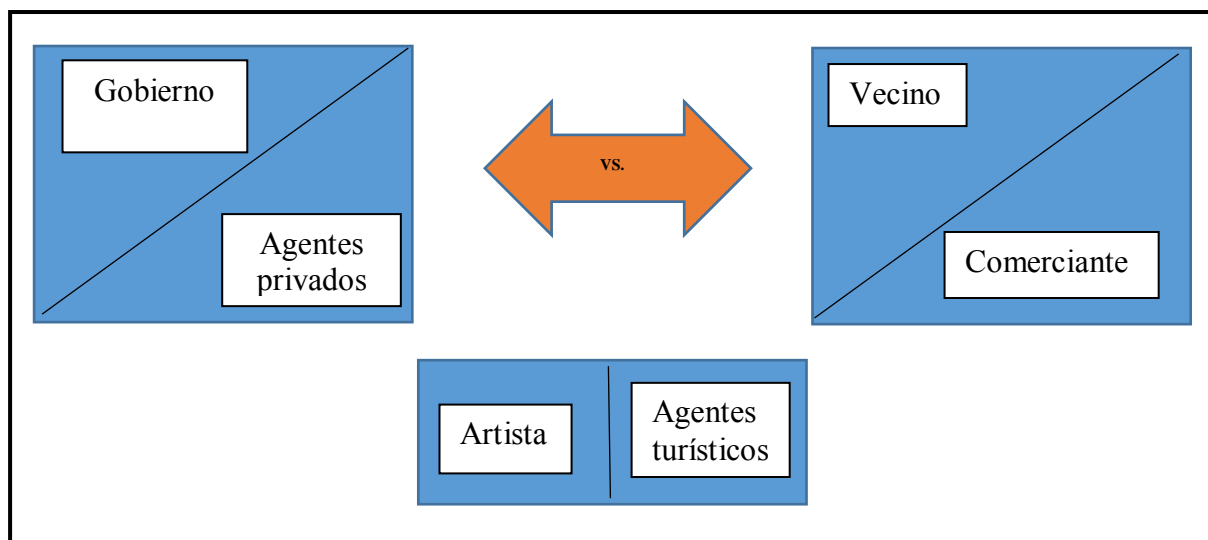 Gobierno
Agentes
privados
vs.
Vecino
Comerciante
Artista
Agentes
turísticos